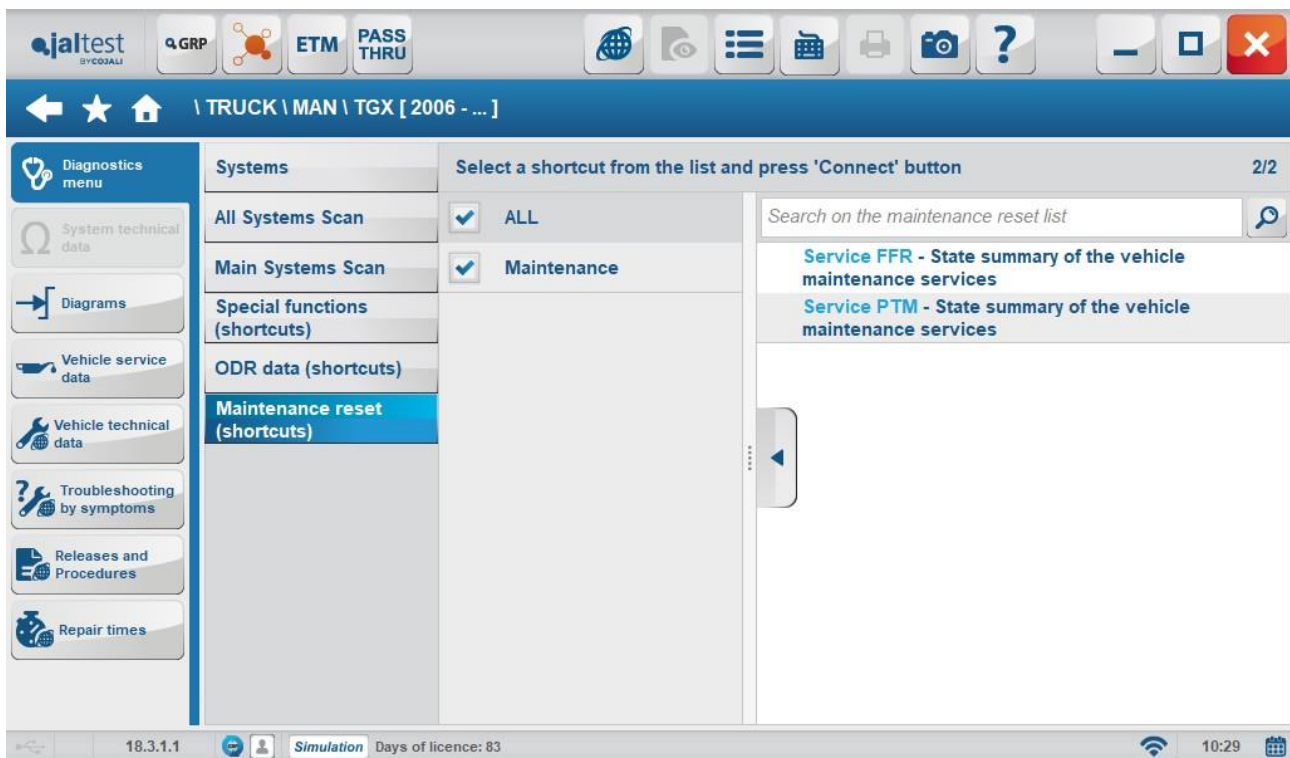 jaltest
BY COJALI
GRP
ETM
PASS
THRU
?
\ TRUCK \ MAN \ TGX [ 2006 - ... ]
Diagnostics
menu
System technical
data
Diagrams
Vehicle service
data
Vehicle technical
data
Troubleshooting
by symptoms
Releases and
Procedures
Repair times
Systems
All Systems Scan
Main Systems Scan
Special functions
(shortcuts)
ODR data (shortcuts)
Maintenance reset
(shortcuts)
Select a shortcut from the list and press 'Connect' button
2/2
ALL
Maintenance
Search on the maintenance reset list
Service FFR - State summary of the vehicle
maintenance services
Service PTM - State summary of the vehicle
maintenance services
18.3.1.1
Simulation Days of licence: 83
10:29